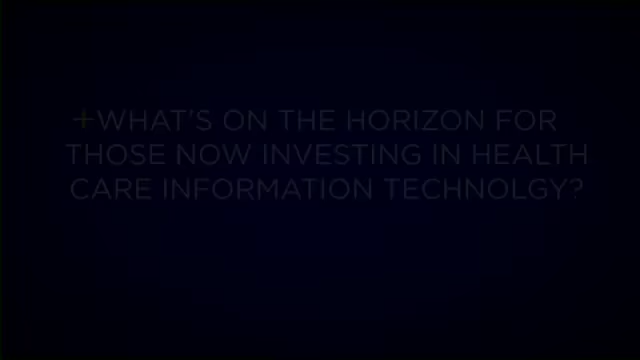 +WHAT'S ON THE HORIZON FOR
THOSE NOW INVESTING IN HEALTH
CARE INFORMATION TECHNOLGY?